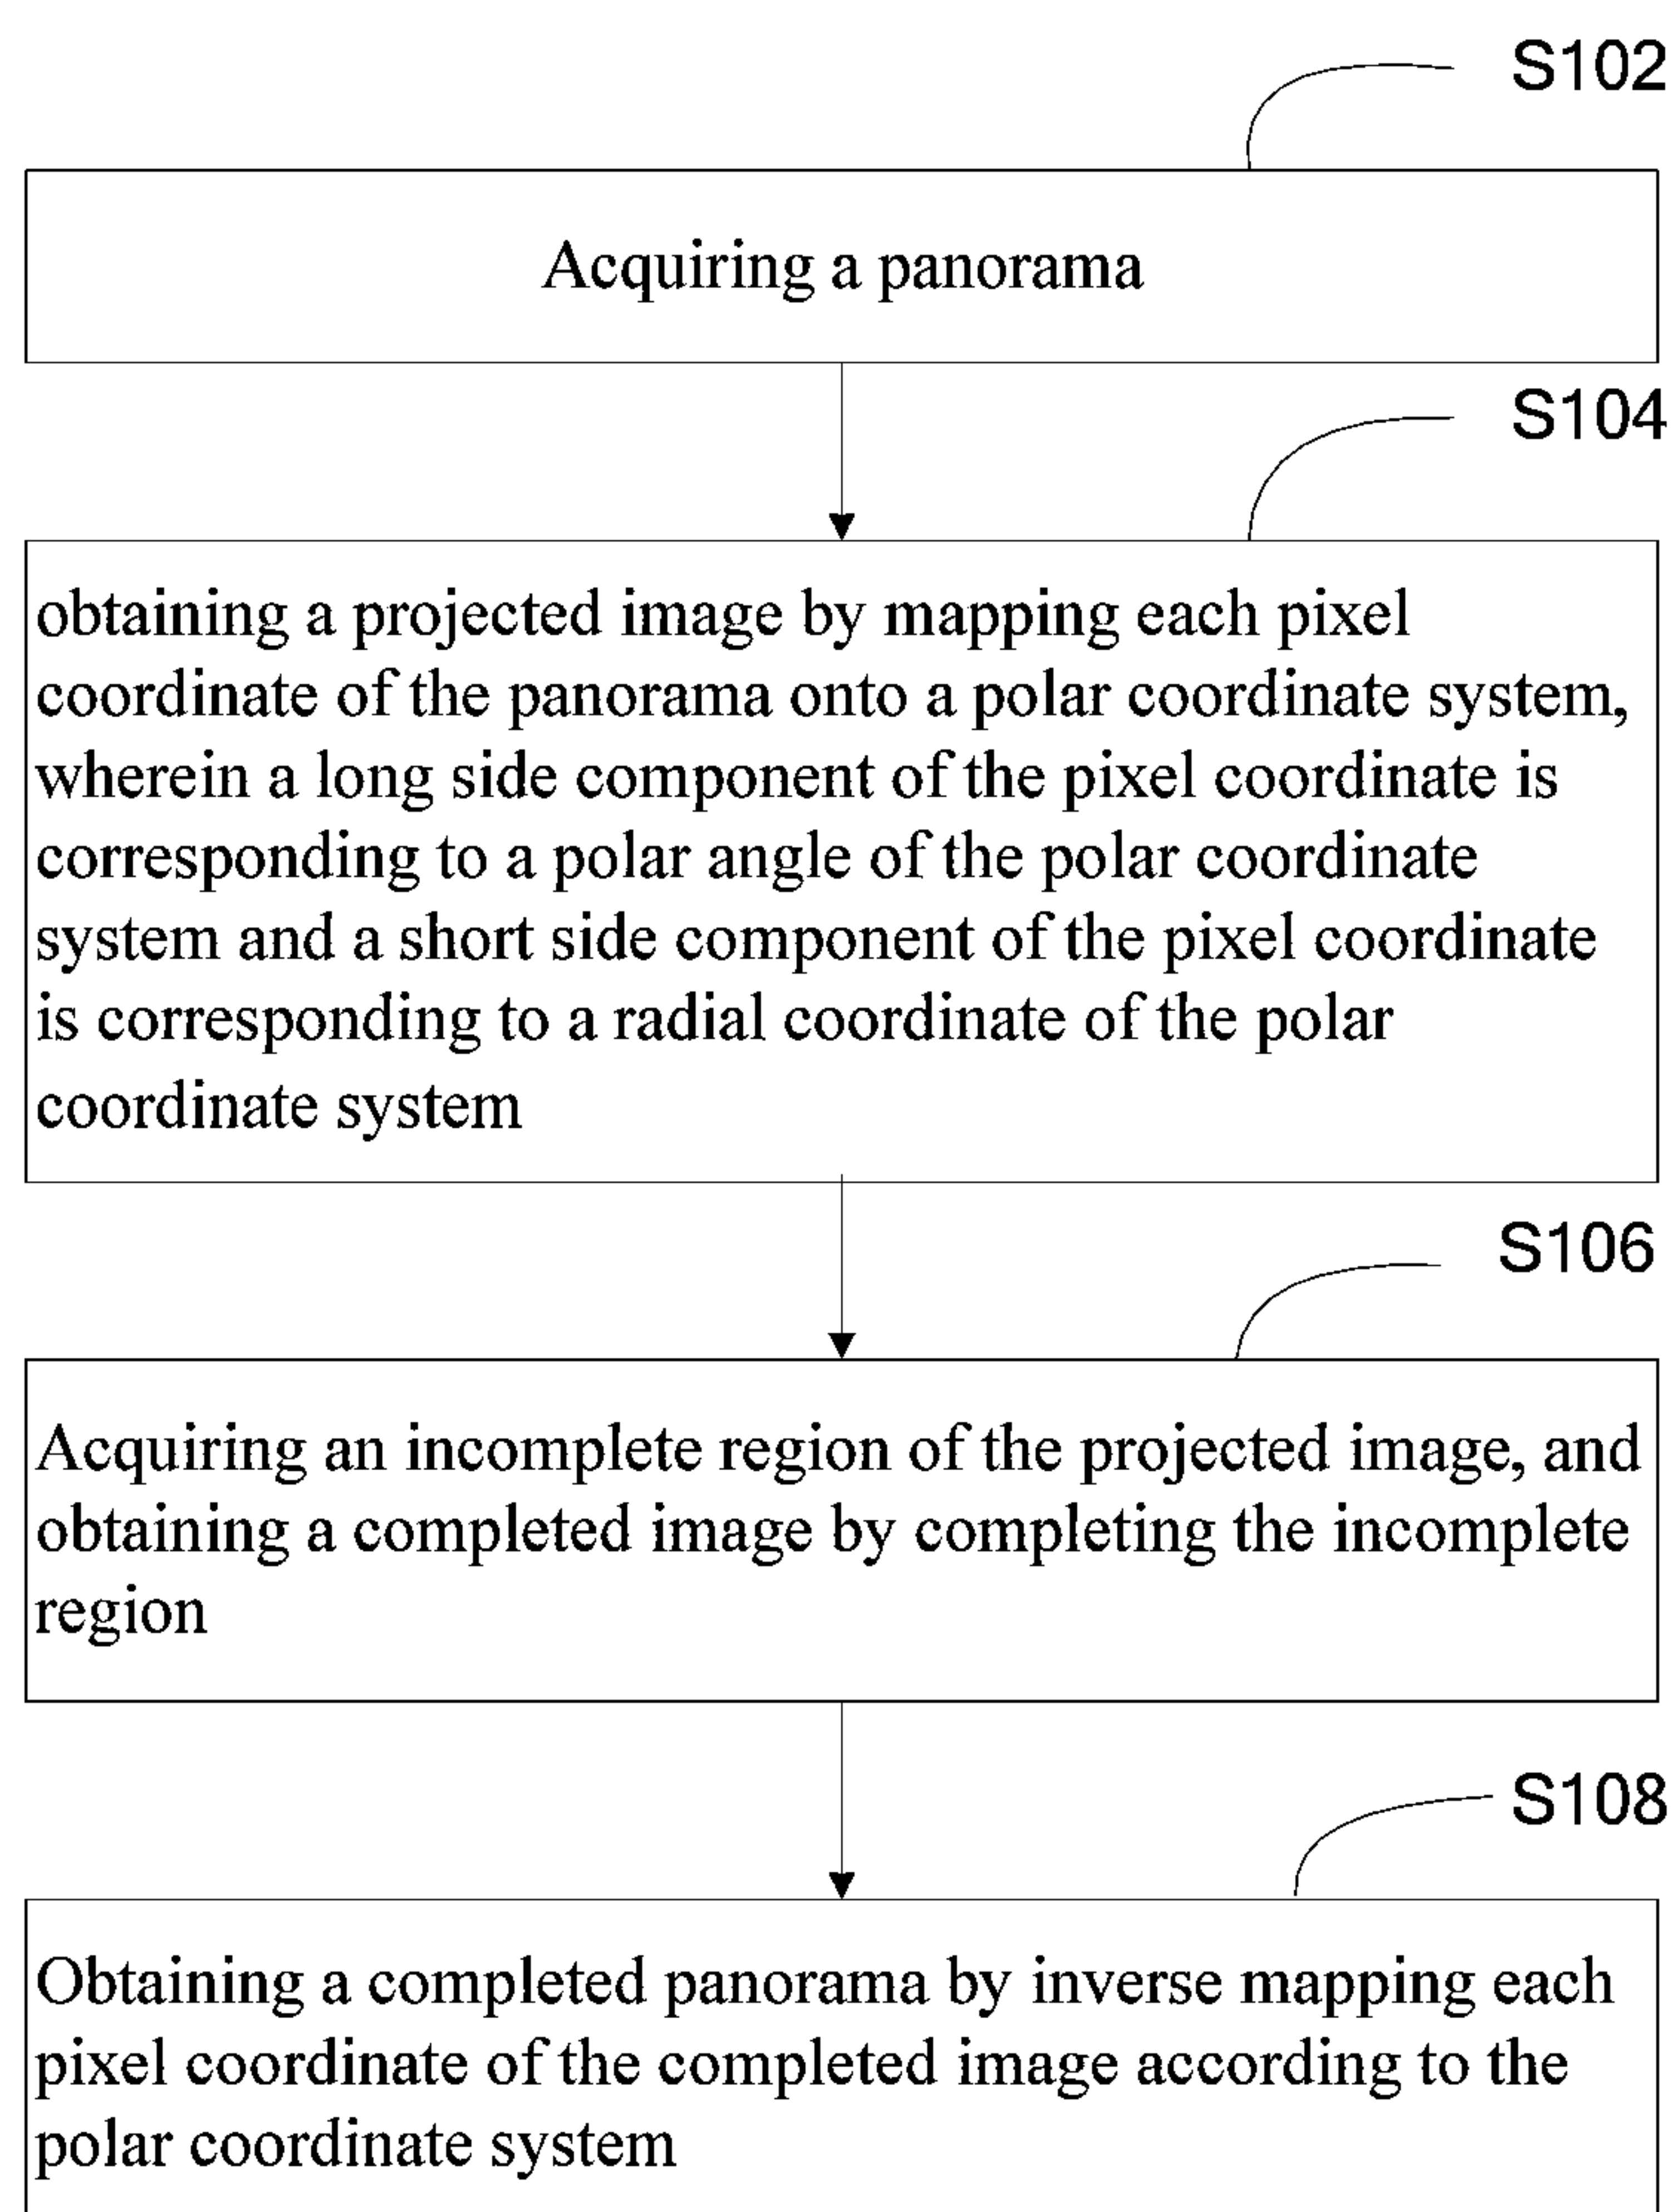 S102
Acquiring a panorama
S104
obtaining a projected image by mapping each pixel
coordinate of the panorama onto a polar coordinate system,
wherein a long side component of the pixel coordinate is
corresponding to a polar angle of the polar coordinate
system and a short side component of the pixel coordinate
is corresponding to a radial coordinate of the polar
coordinate system
S106
Acquiring an incomplete region of the projected image, and
obtaining a completed image by completing the incomplete
region
S108
Obtaining a completed panorama by inverse mapping each
pixel coordinate of the completed image according to the
polar coordinate system